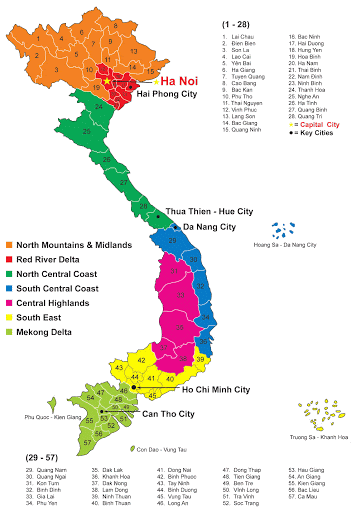 (1 - 28)
1. Lai Chau
2. Dien Bien
3. Son La
4. Lao Cai
5. Yen Bai
6. Ha Giang
7. Tuyen Quang
8. Cao Bang
9. Bac Kan
10. Phu Tho
11. Thai Nguyen
12. Vinh Phuc
13. Lang Son
14. Bac Giang
15. Quang Ninh
16. Bac Ninh
17. Hai Duong
18. Hung Yen
19. Hoa Binh
20. Ha Nam
21. Thai Binh
22. Nam Dinh
23. Ninh Binh
24. Thanh Hoa
25. Nghe An
26. Ha Tinh
27. Quang Binh
28. Quang Tri
= Capital City
= Key Cities
Ha Noi
Hai Phong City
Thua Thien - Hue City
Da Nang City
Hoang Sa - Da Nang City
North Mountains & Midlands
Red River Delta
North Central Coast
South Central Coast
Central Highlands
South East
Mekong Delta
Ho Chi Minh City
Can Tho City
Phu Quoc - Kien Giang
Con Dao - Vung Tau
Truong Sa - Khanh Hoa
(29 - 57)
29. Quang Nam
30. Quang Ngai
31. Kon Tum
32. Binh Dinh
33. Gia Lai
34. Phu Yen
35. Dak Lak
36. Khanh Hoa
37. Dak Nong
38. Lam Dong
39. Ninh Thuan
40. Binh Thuan
41. Dong Nai
42. Binh Phuoc
43. Tay Ninh
44. Binh Duong
45. Vung Tau
46. Long An
47. Dong Thap
48. Tien Giang
49. Ben Tre
50. Vinh Long
51. Tra Vinh
52. Soc Trang
53. Hau Giang
54. An Giang
55. Kien Giang
56. Bac Lieu
57. Ca Mau